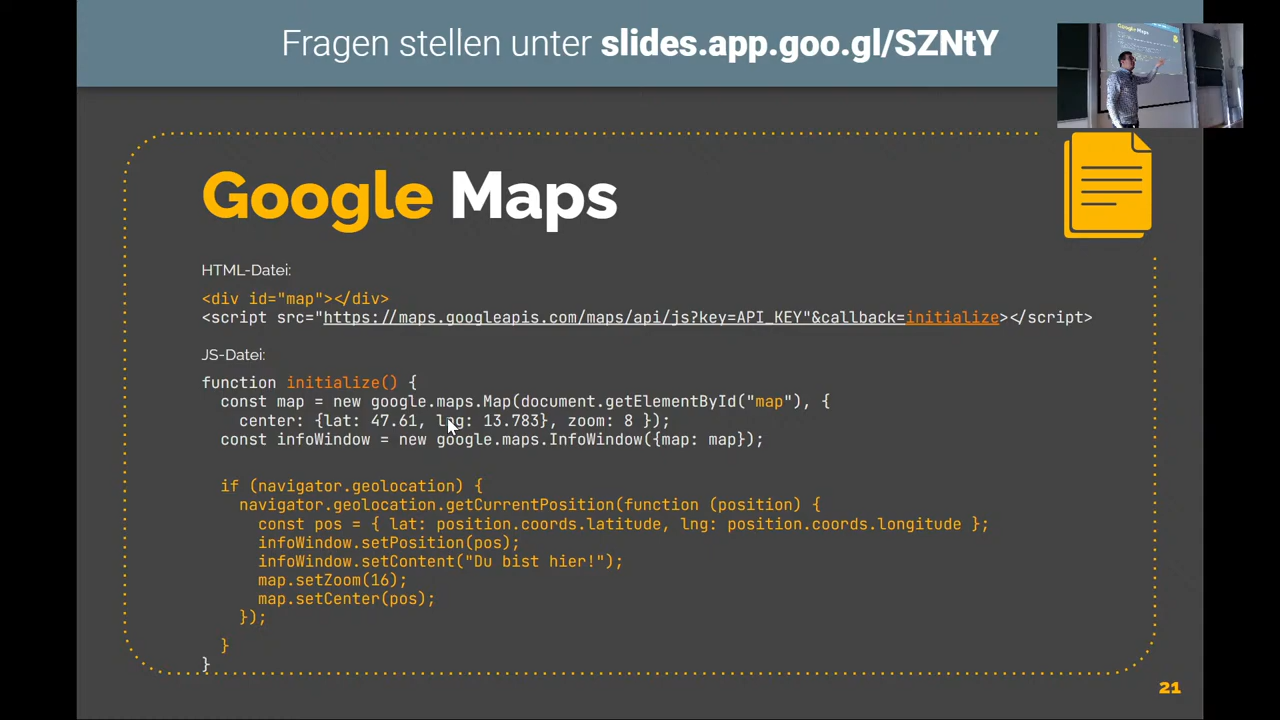 Fragen stellen unter slides.app.goo.gl/SZNtY
Google Maps
HTML-Datei:
<div id="map"></div>
<script src="https://maps.googleapis.com/maps/api/js?key=API_KEY"&callback=initialize></script>
JS-Datei:
function initialize() {
const map = new google.maps.Map(document.getElementById("map"), {
center: {lat: 47.61, lng: 13.783}, zoom: 8 });
const infoWindow = new google.maps.InfoWindow({map: map});
if (navigator.geolocation) {
navigator.geolocation.getCurrentPosition(function (position) {
const pos = { lat: position.coords.latitude, lng: position.coords.longitude };
infoWindow.setPosition(pos);
infoWindow.setContent("Du bist hier!");
map.setZoom(16);
map.setCenter(pos);
});
}
}
21